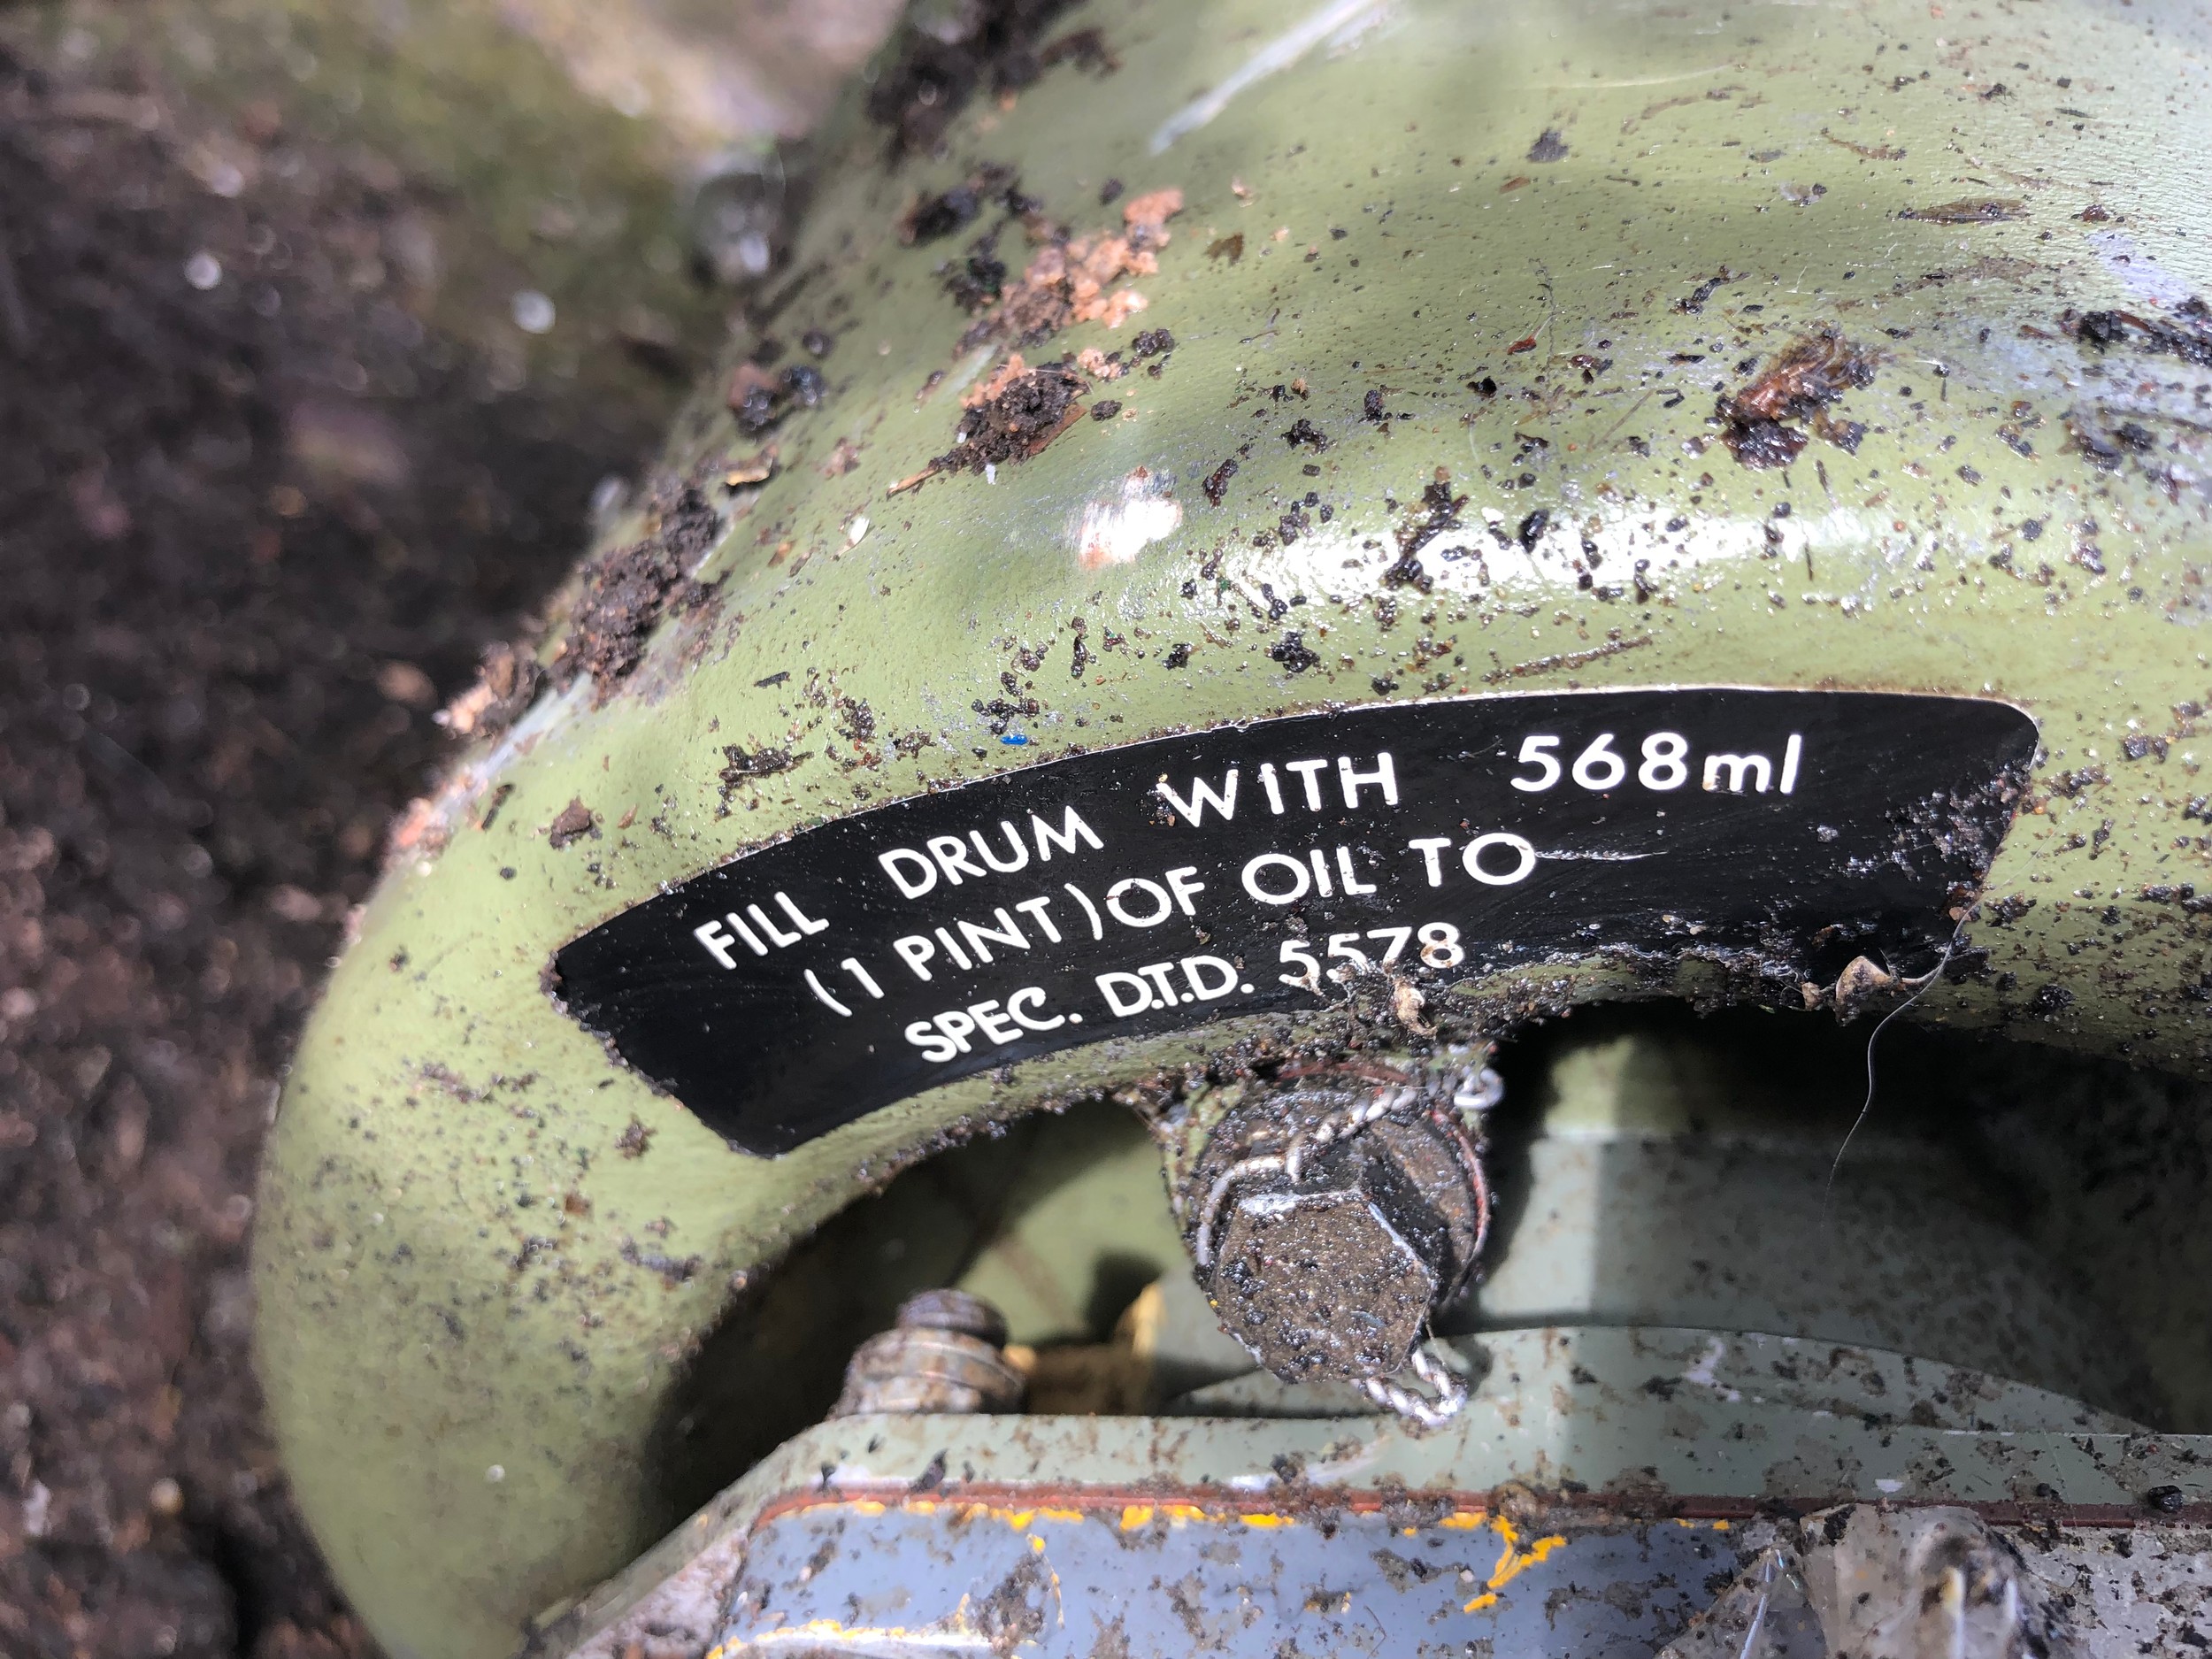 FILL DRUM WITH 568ml
(1 PINT) OF OIL TO
SPEC. D.T.D. 5578